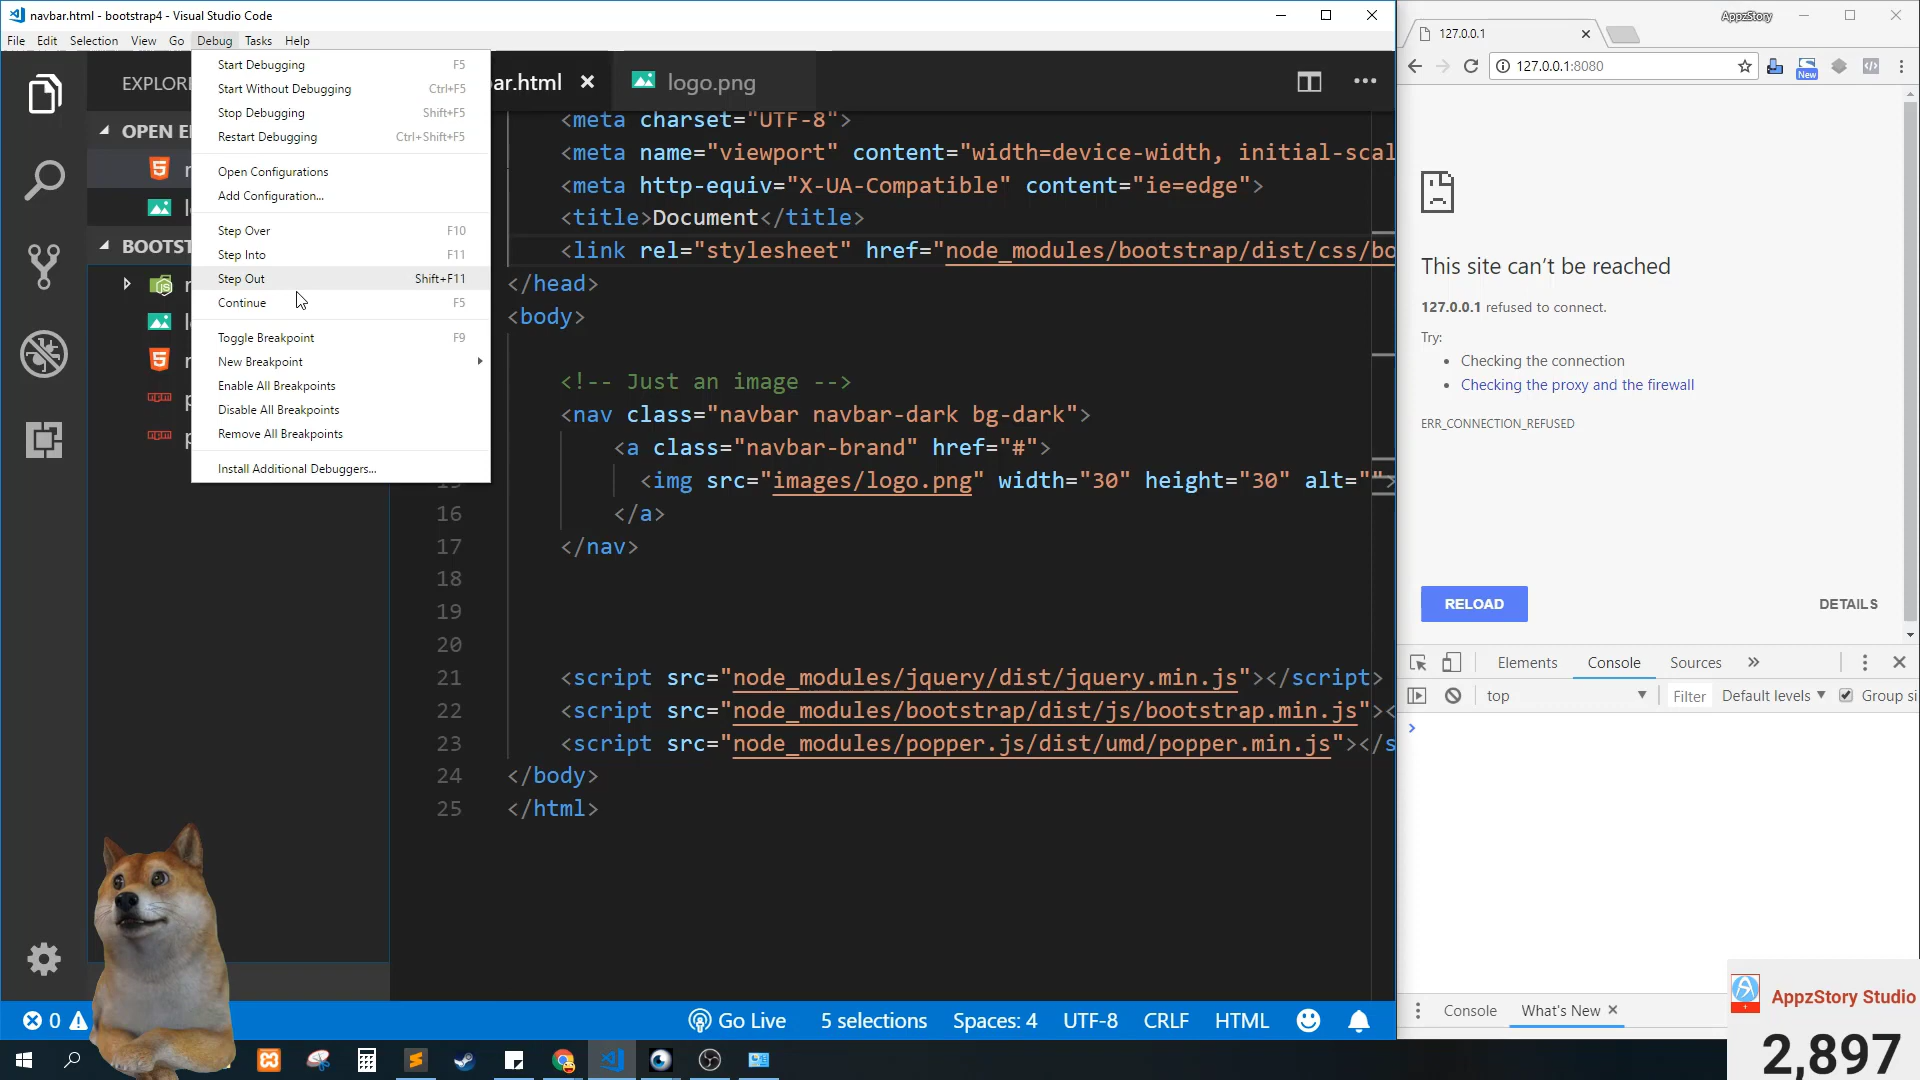 navbar.html - bootstrap4 - Visual Studio Code
File Edit Selection View Go Debug Tasks Help
Start Debugging F5
Start Without Debugging Ctrl+F5
Stop Debugging Shift+F5
Restart Debugging Ctrl+Shift+F5
Open Configurations
Add Configuration...
Step Over F10
Step Into F11
Step Out Shift+F11
Continue F5
Toggle Breakpoint F9
New Breakpoint
Enable All Breakpoints
Disable All Breakpoints
Remove All Breakpoints
Install Additional Debuggers...
EXPLOR
OPEN E
BOOTST
ar.html logo.png
<meta charset="UTF-8">
<meta name="viewport" content="width=device-width, initial-scal
<meta http-equiv="X-UA-Compatible" content="ie=edge">
<title>Document</title>
<link rel="stylesheet" href="node_modules/bootstrap/dist/css/bo
</head>
<body>
<!-- Just an image -->
<nav class="navbar navbar-dark bg-dark">
<a class="navbar-brand" href="#">
<img src="images/logo.png" width="30" height="30" alt="">
16 </a>
17 </nav>
18
19
20
21 <script src="node_modules/jquery/dist/jquery.min.js"></script>
22 <script src="node_modules/bootstrap/dist/js/bootstrap.min.js"><
23 <script src="node_modules/popper.js/dist/umd/popper.min.js"></s
24 </body>
25 </html>
0
Go Live 5 selections Spaces: 4 UTF-8 CRLF HTML
AppzStory
127.0.0.1
127.0.0.1:8080
New
This site can't be reached
127.0.0.1 refused to connect.
Try:
Checking the connection
Checking the proxy and the firewall
ERR_CONNECTION_REFUSED
RELOAD DETAILS
Elements Console Sources
top Filter Default levels Group si
Console What's New
AppzStory Studio
2,897